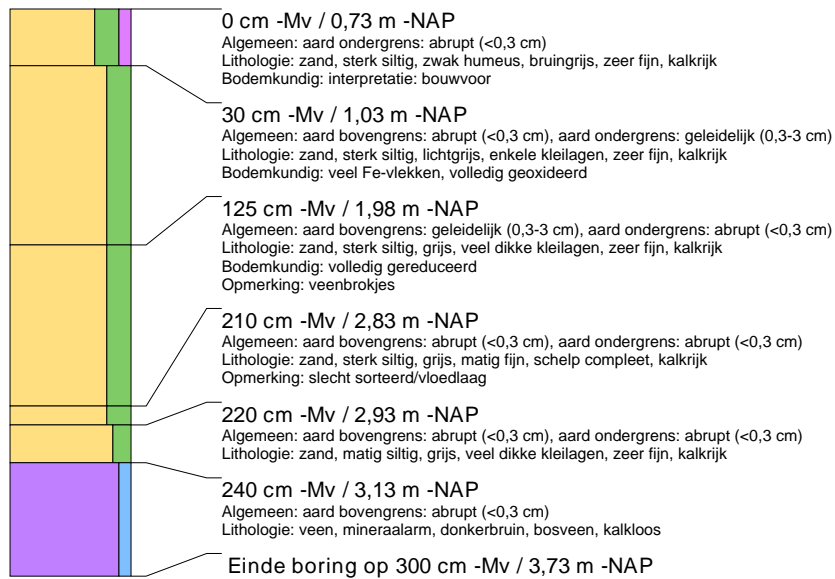 0 cm -Mv / 0,73 m -NAP
Algemeen: aard ondergrens: abrupt (<0,3 cm)
Lithologie: zand, sterk siltig, zwak humeus, bruingrijs, zeer fijn, kalkrijk
Bodemkundig: interpretatie: bouwvoor
30 cm -Mv / 1,03 m -NAP
Algemeen: aard bovengrens: abrupt (<0,3 cm), aard ondergrens: geleidelijk (0,3-3 cm)
Lithologie: zand, sterk siltig, lichtgrijs, enkele kleilagen, zeer fijn, kalkrijk
Bodemkundig: veel Fe-vlekken, volledig geoxideerd
125 cm -Mv / 1,98 m -NAP
Algemeen: aard bovengrens: geleidelijk (0,3-3 cm), aard ondergrens: abrupt (<0,3 cm)
Lithologie: zand, sterk siltig, grijs, veel dikke kleilagen, zeer fijn, kalkrijk
Bodemkundig: volledig gereduceerd
Opmerking: veenbrokjes
210 cm -Mv / 2,83 m -NAP
Algemeen: aard bovengrens: abrupt (<0,3 cm), aard ondergrens: abrupt (<0,3 cm)
Lithologie: zand, sterk siltig, grijs, matig fijn, schelp compleet, kalkrijk
Opmerking: slecht sorteerd/vloedlaag
220 cm -Mv / 2,93 m -NAP
Algemeen: aard bovengrens: abrupt (<0,3 cm), aard ondergrens: abrupt (<0,3 cm)
Lithologie: zand, matig siltig, grijs, veel dikke kleilagen, zeer fijn, kalkrijk
240 cm -Mv / 3,13 m -NAP
Algemeen: aard bovengrens: abrupt (<0,3 cm)
Lithologie: veen, mineraalarm, donkerbruin, bosveen, kalkloos
Einde boring op 300 cm -Mv / 3,73 m -NAP